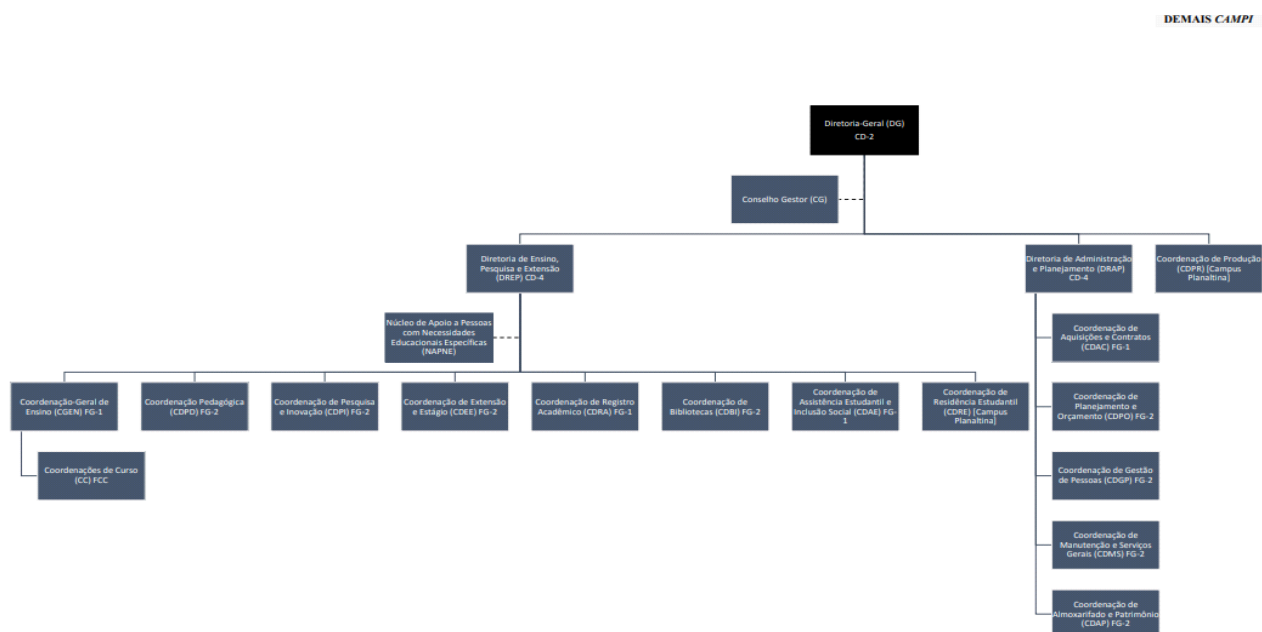 DEMAIS CAMPI
Diretoria-Geral (DG)
CD-2
Conselho Gestor (CG)
Diretoria de Ensino,
Pesquisa e Extensão
(DREP) CD-4
Diretoria de Administração
e Planejamento (DRAP)
CD-4
Coordenação de Produção
(CDPR) [Campus
Planaltina]
Núcleo de Apoio a Pessoas
com Necessidades
Educacionais Específicas
(NAPNE)
Coordenação de
Aquisições e Contratos
(CDAC) FG-1
Coordenação-Geral de
Ensino (CGEN) FG-1
Coordenação Pedagógica
(CDPD) FG-2
Coordenação de Pesquisa
e Inovação (CDPI) FG-2
Coordenação de Extensão
e Estágio (CDEE) FG-2
Coordenação de Registro
Acadêmico (CDRA) FG-1
Coordenação de
Bibliotecas (CDBI) FG-2
Coordenação de
Assistência Estudantil e
Inclusão Social (CDAE) FG-
1
Coordenação de
Residência Estudantil
(CDRE) [Campus
Planaltina]
Coordenação de
Planejamento e
Orçamento (CDPO) FG-2
Coordenações de Curso
(CC) FCC
Coordenação de Gestão
de Pessoas (CDGP) FG-2
Coordenação de
Manutenção e Serviços
Gerais (CDMS) FG-2
Coordenação de
Almoxarifado e Patrimônio
(CDAP) FG-2